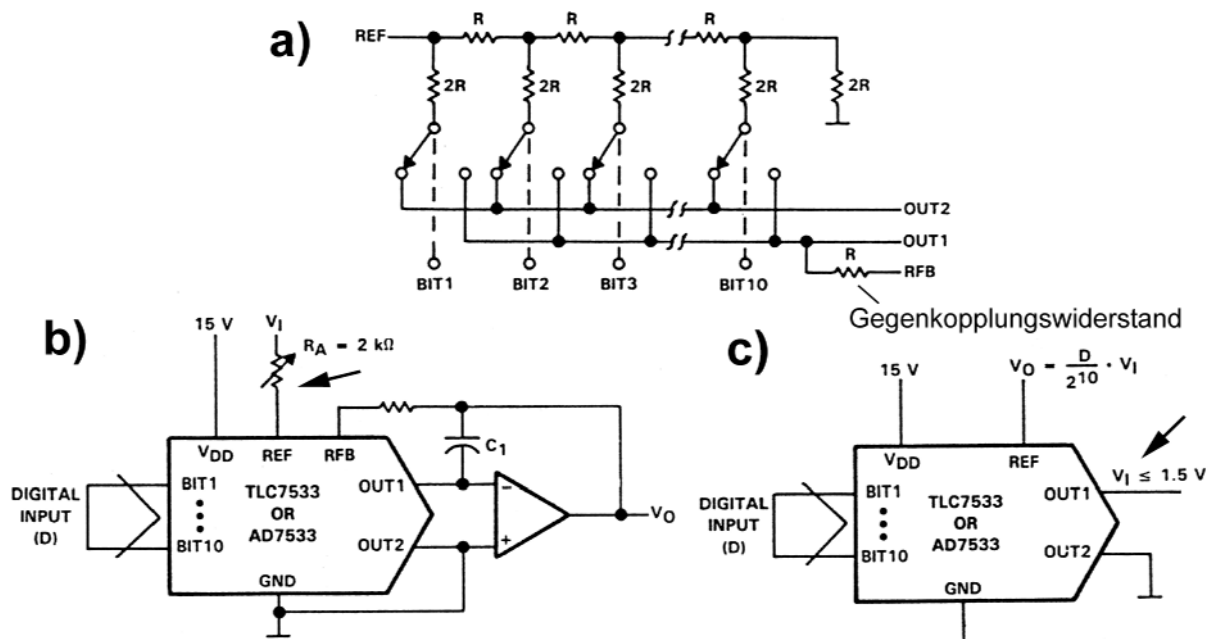 a)
REF
R
R
R
2R
2R
2R
2R
2R
OUT2
OUT1
R
RFB
BIT1
BIT2
BIT3
BIT10
Gegenkopplungswiderstand
b)
15 V
VI
RA = 2 kΩ
VDD
REF
RFB
C1
DIGITAL
INPUT
(D)
BIT1
BIT10
TLC7533
OR
AD7533
OUT1
OUT2
GND
−
+
VO
c)
15 V
VO = D/2^10 · VI
VDD
REF
VI ≤ 1.5 V
DIGITAL
INPUT
(D)
BIT1
BIT10
TLC7533
OR
AD7533
OUT1
OUT2
GND